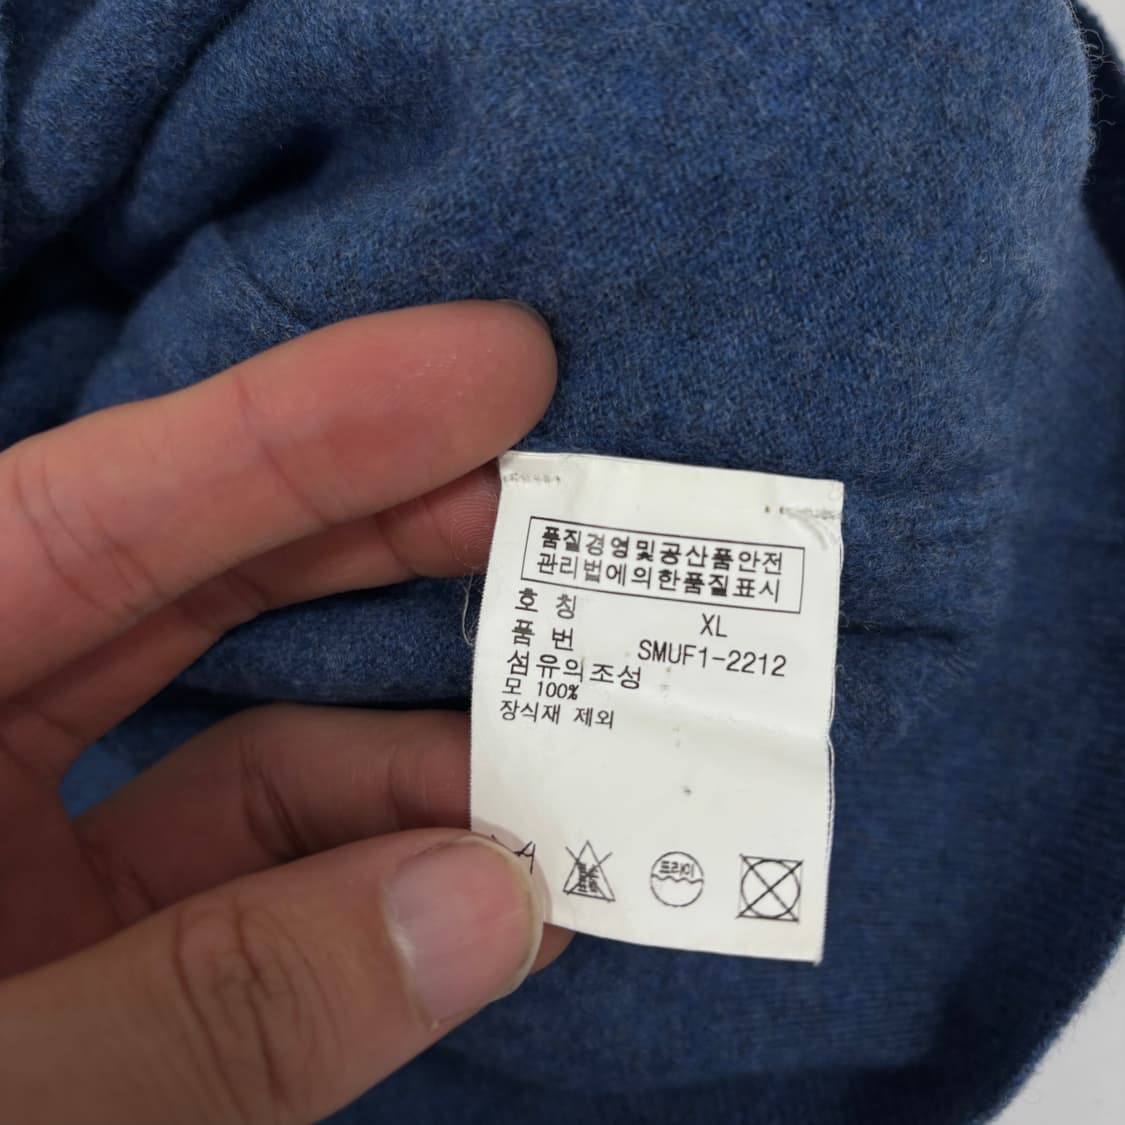 품질경영및공산품안전
관리법에의한품질표시
호 칭 XL
품 번 SMUF1-2212
섬유의조성
모 100%
장식재 제외
드라이